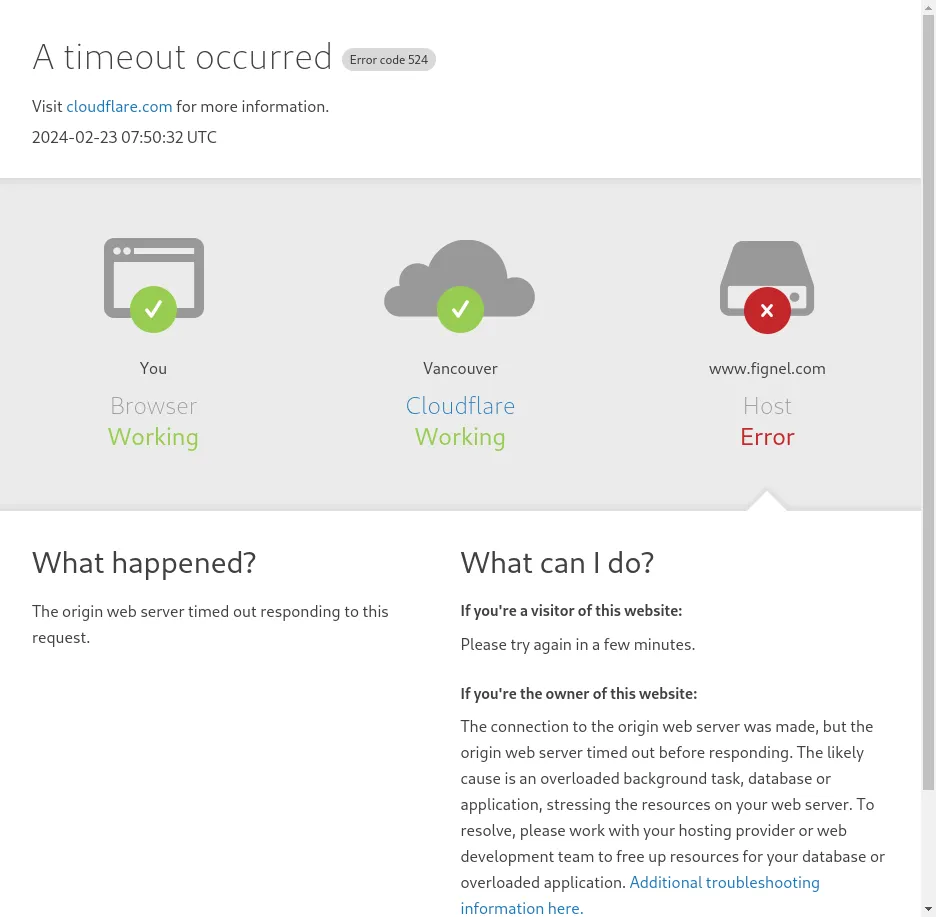 A timeout occurred Error code 524
Visit cloudflare.com for more information.
2024-02-23 07:50:32 UTC
You
Browser
Working
Vancouver
Cloudflare
Working
www.fignel.com
Host
Error
What happened?
The origin web server timed out responding to this
request.
What can I do?
If you're a visitor of this website:
Please try again in a few minutes.
If you're the owner of this website:
The connection to the origin web server was made, but the
origin web server timed out before responding. The likely
cause is an overloaded background task, database or
application, stressing the resources on your web server. To
resolve, please work with your hosting provider or web
development team to free up resources for your database or
overloaded application. Additional troubleshooting
information here.